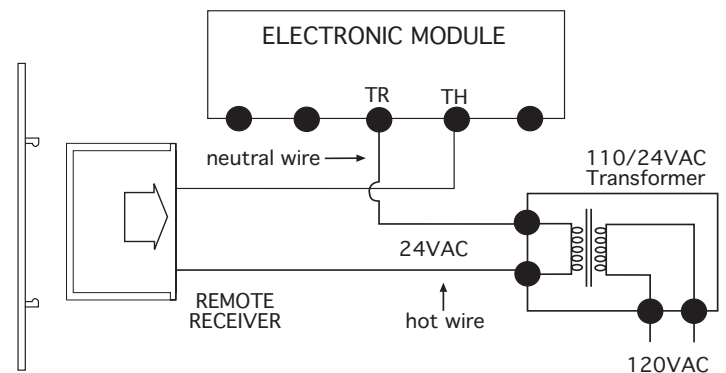 ELECTRONIC MODULE
TR TH
neutral wire
110/24VAC
Transformer
24VAC
REMOTE
RECEIVER
hot wire
120VAC